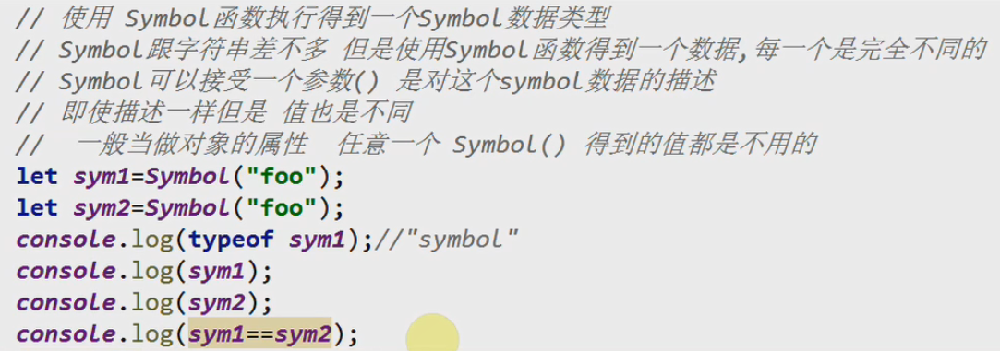 // 使用 Symbol函数执行得到一个Symbol数据类型
// Symbol跟字符串差不多 但是使用Symbol函数得到一个数据,每一个是完全不同的
// Symbol可以接受一个参数() 是对这个symbol数据的描述
// 即使描述一样但是 值也是不同
//  一般当做对象的属性  任意一个 Symbol() 得到的值都是不用的
let sym1=Symbol("foo");
let sym2=Symbol("foo");
console.log(typeof sym1);//"symbol"
console.log(sym1);
console.log(sym2);
console.log(sym1==sym2);